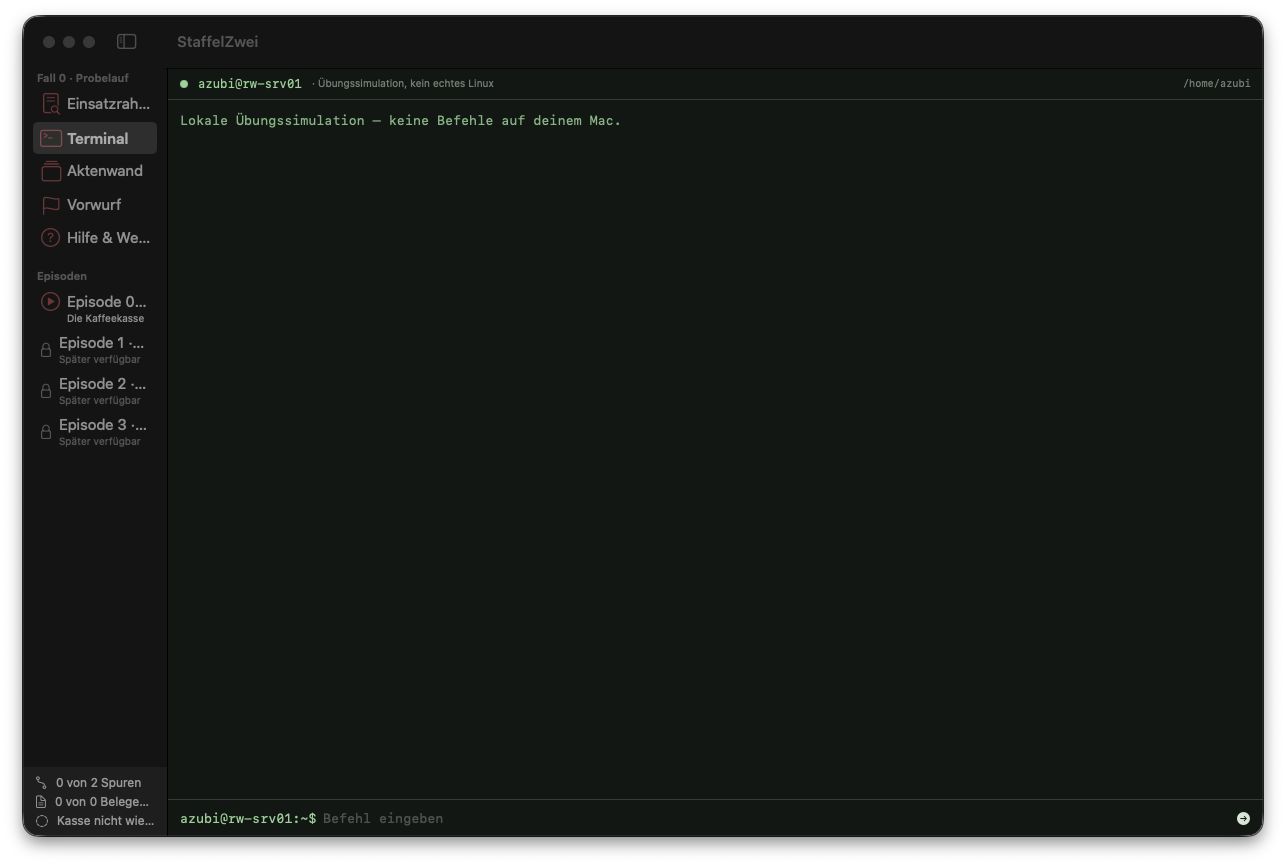 StaffelZwei
Fall 0 · Probelauf
Einsatzrah...
Terminal
Aktenwand
Vorwurf
Hilfe & We...
Episoden
Episode 0...
Die Kaffeekasse
Episode 1 ·...
Später verfügbar
Episode 2 ·...
Später verfügbar
Episode 3 ·...
Später verfügbar
0 von 2 Spuren
0 von 0 Belege...
Kasse nicht wie...
azubi@rw-srv01 · Übungssimulation, kein echtes Linux /home/azubi
Lokale Übungssimulation — keine Befehle auf deinem Mac.
azubi@rw-srv01:~$ Befehl eingeben